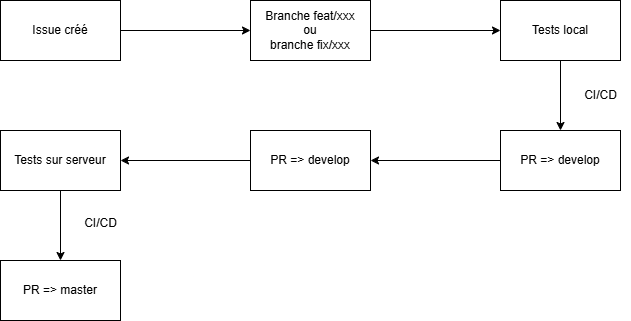 Issue créé
Branche feat/xxx
ou
branche fix/xxx
Tests local
CI/CD
PR => develop
PR => develop
Tests sur serveur
CI/CD
PR => master